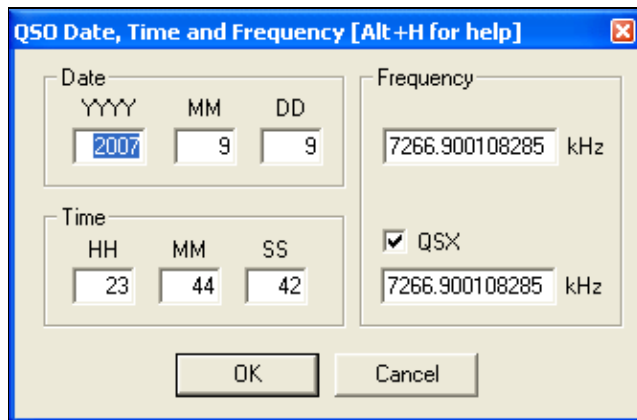 QSO Date, Time and Frequency [Alt+H for help]
Date
YYYY MM DD
2007 9 9
Time
HH MM SS
23 44 42
Frequency
7266.900108285 kHz
QSX
7266.900108285 kHz
OK Cancel